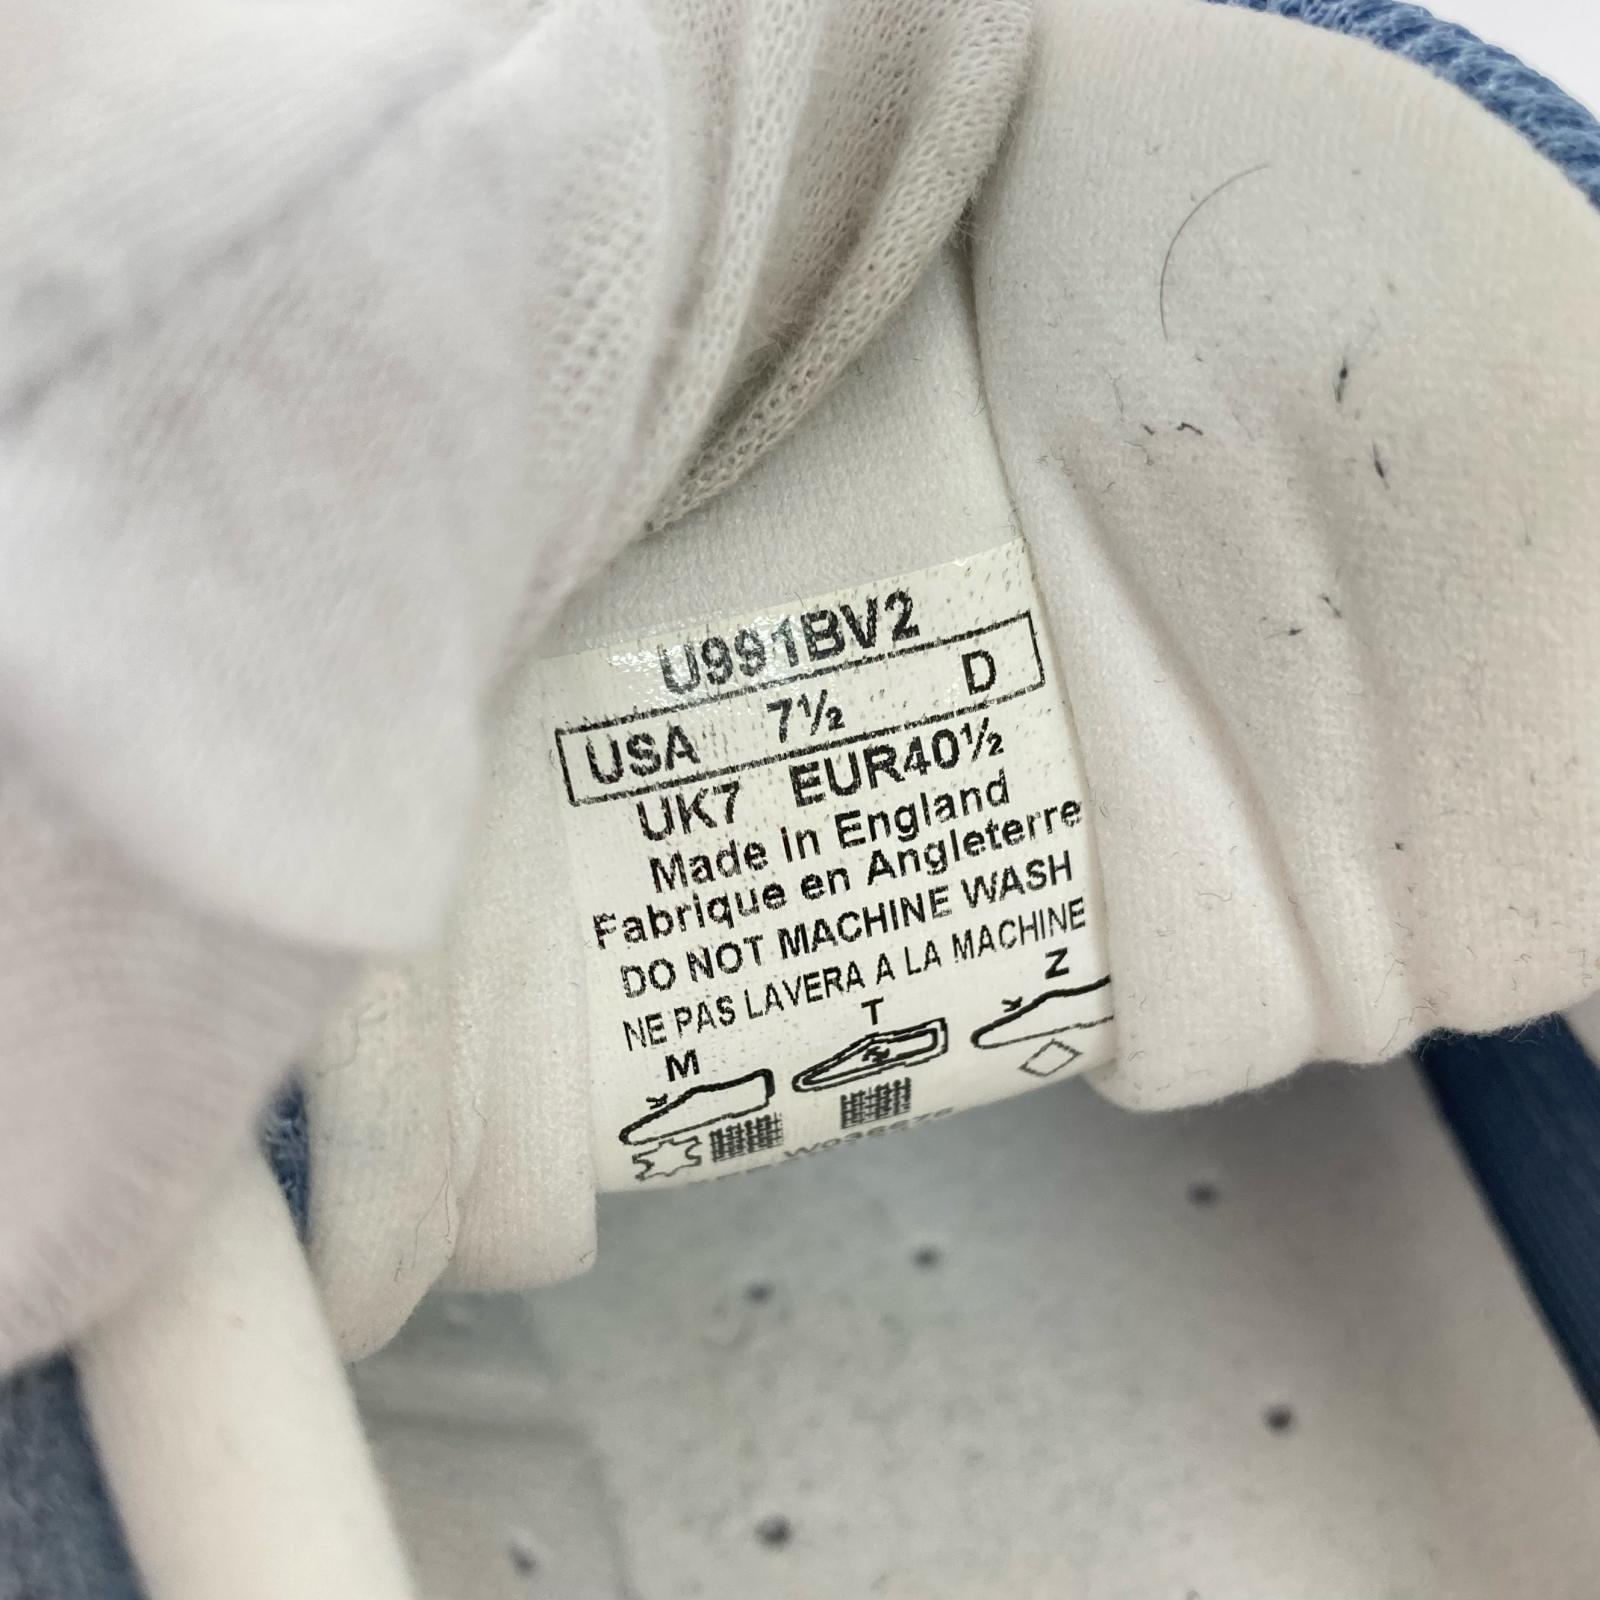 U991BV2
USA 7½ D
UK7 EUR40½
Made in England
Fabrique en Angleterre
DO NOT MACHINE WASH
NE PAS LAVERA A LA MACHINE
M T Z